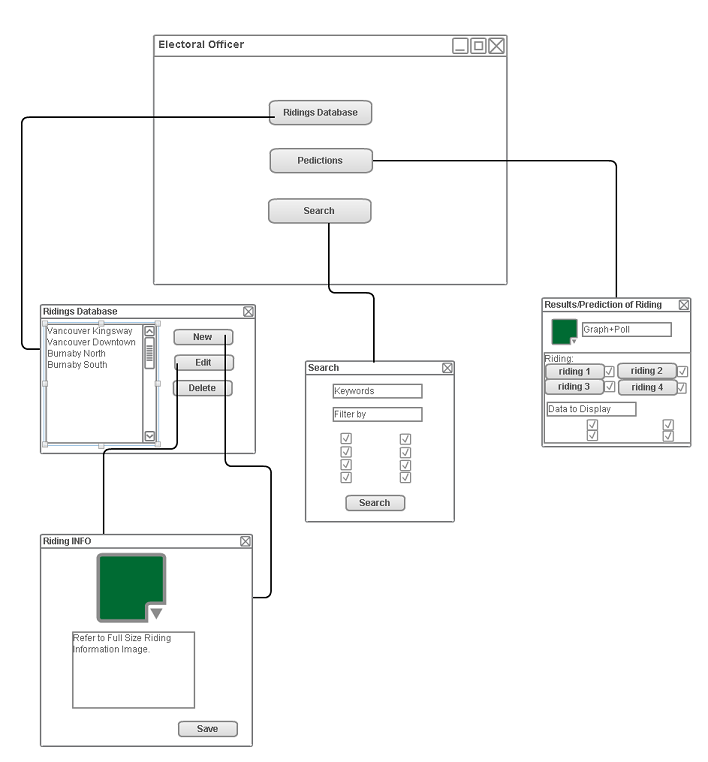 Electoral Officer
Ridings Database
Pedictions
Search
Ridings Database
Vancouver Kingsway
Vancouver Downtown
Burnaby North
Burnaby South
New
Edit
Delete
Search
Keywords
Filter by
Search
Results/Prediction of Riding
Graph+Poll
Riding:
riding 1
riding 2
riding 3
riding 4
Data to Display
Riding INFO
Refer to Full Size Riding
Information Image.
Save